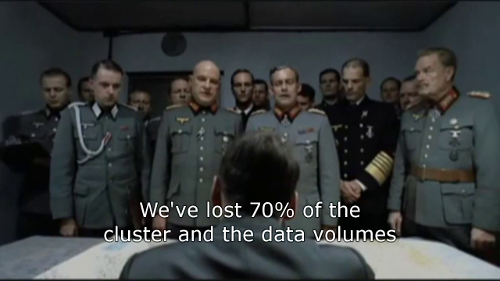 We've lost 70% of the
cluster and the data volumes